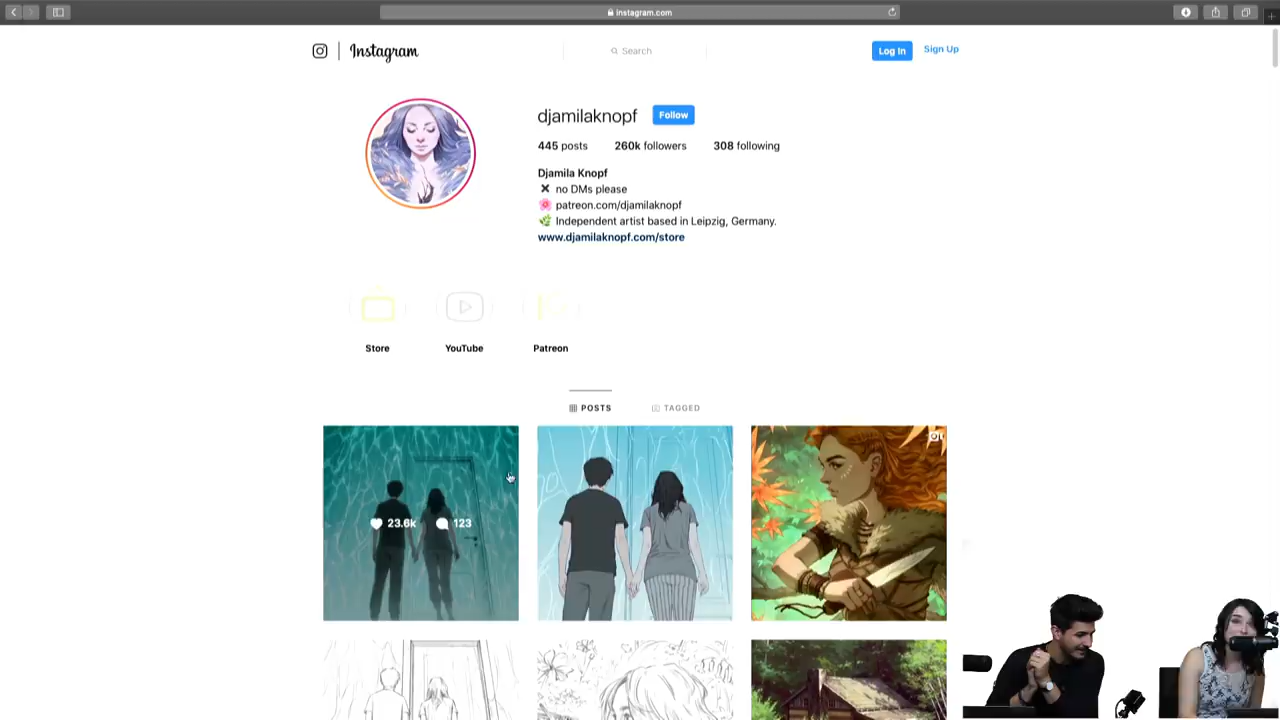 instagram.com
Instagram
Search
Log In
Sign Up
djamilaknopf
Follow
445 posts 260k followers 308 following
Djamila Knopf
no DMs please
patreon.com/djamilaknopf
Independent artist based in Leipzig, Germany.
www.djamilaknopf.com/store
Store YouTube Patreon
POSTS TAGGED
23.6k 123